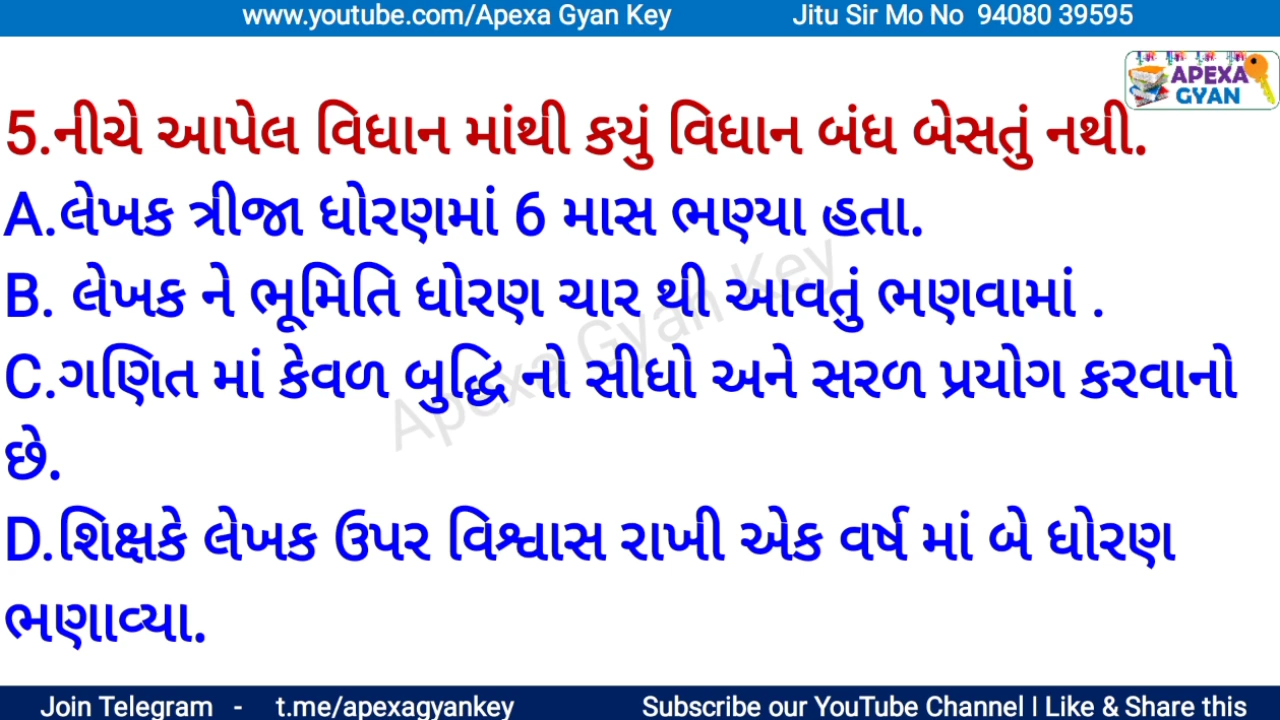 www.youtube.com/Apexa Gyan Key Jitu Sir Mo No 94080 39595
APEXA
GYAN
5.નીચે આપેલ વિધાન માંથી કયું વિધાન બંધ બેસતું નથી.
A.લેખક ત્રીજા ધોરણમાં 6 માસ ભણ્યા હતા.
B. લેખક ને ભૂમિતિ ધોરણ ચાર થી આવતું ભણવામાં .
C.ગણિત માં કેવળ બુદ્ધિ નો સીધો અને સરળ પ્રયોગ કરવાનો
છે.
D.શિક્ષકે લેખક ઉપર વિશ્વાસ રાખી એક વર્ષ માં બે ધોરણ
ભણાવ્યા.
Apexa Gyan Key
Join Telegram - t.me/apexagyankey Subscribe our YouTube Channel | Like & Share this